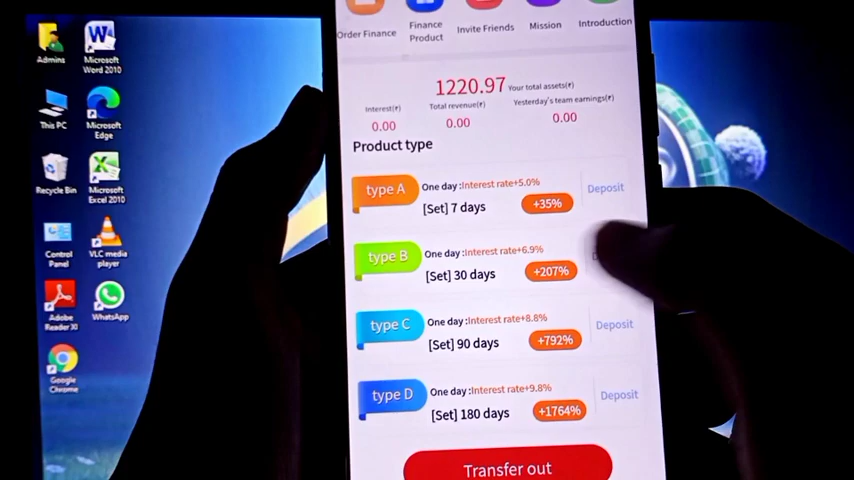 Order Finance
Finance Product
Invite Friends
Mission
Introduction
1220.97 Your total assets(₹)
Interest(₹)
Total revenue(₹)
Yesterday's team earnings(₹)
0.00
0.00
0.00
Product type
type A
One day :Interest rate+5.0%
[Set] 7 days
+35%
Deposit
type B
One day :Interest rate+6.9%
[Set] 30 days
+207%
type C
One day :Interest rate+8.8%
[Set] 90 days
+792%
Deposit
type D
One day :Interest rate+9.8%
[Set] 180 days
+1764%
Deposit
Transfer out
Admins
Microsoft
Word 2010
This PC
Microsoft
Edge
Recycle Bin
Microsoft
Excel 2010
Control
Panel
VLC media
player
Adobe
Reader XI
WhatsApp
Google
Chrome